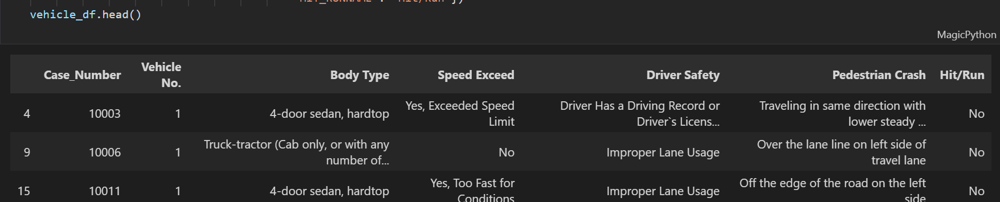 HIT_RUNNAME : Hit/Run })
vehicle_df.head()
MagicPython
Case_Number Vehicle No. Body Type Speed Exceed Driver Safety Pedestrian Crash Hit/Run
4 10003 1 4-door sedan, hardtop Yes, Exceeded Speed Limit Driver Has a Driving Record or Driver`s Licens... Traveling in same direction with lower steady ... No
9 10006 1 Truck-tractor (Cab only, or with any number of... No Improper Lane Usage Over the lane line on left side of travel lane No
15 10011 1 4-door sedan, hardtop Yes, Too Fast for Conditions Improper Lane Usage Off the edge of the road on the left side No